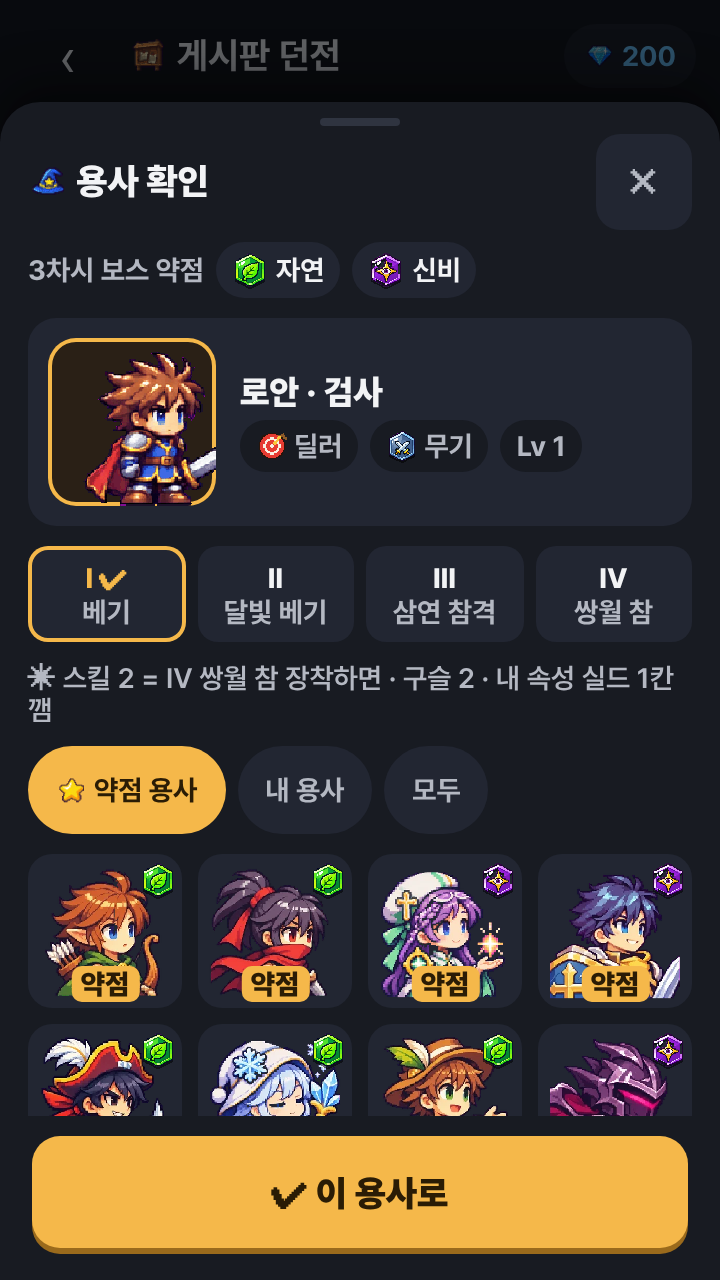 게시판 던전
200
용사 확인
3차시 보스 약점 자연 신비
로안 · 검사
딜러 무기 Lv 1
I II III IV
베기 달빛 베기 삼연 참격 쌍월 참
스킬 2 = IV 쌍월 참 장착하면 · 구슬 2 · 내 속성 실드 1칸
깸
약점 용사 내 용사 모두
약점 약점 약점 약점
이 용사로